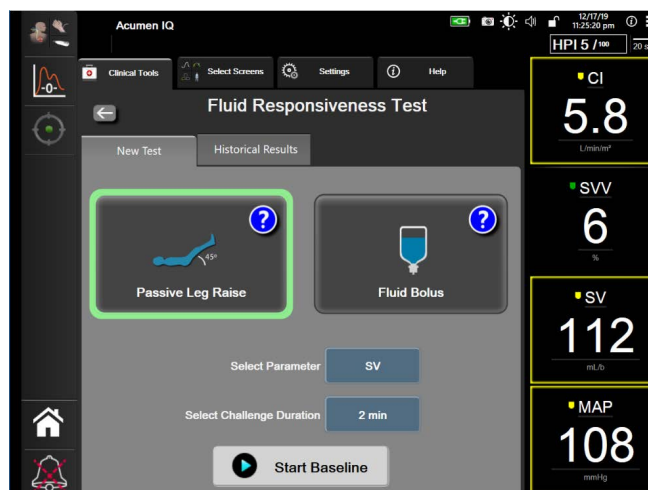 Acumen IQ
12/17/19
11:25:20 pm
HPI 5 /100
20 s
-0-
Clinical Tools
Select Screens
Settings
Help
Fluid Responsiveness Test
New Test
Historical Results
?
?
45º
Passive Leg Raise
Fluid Bolus
Select Parameter
SV
Select Challenge Duration
2 min
Start Baseline
CI
5.8
L/min/m²
SVV
6
%
SV
112
mL/b
MAP
108
mmHg